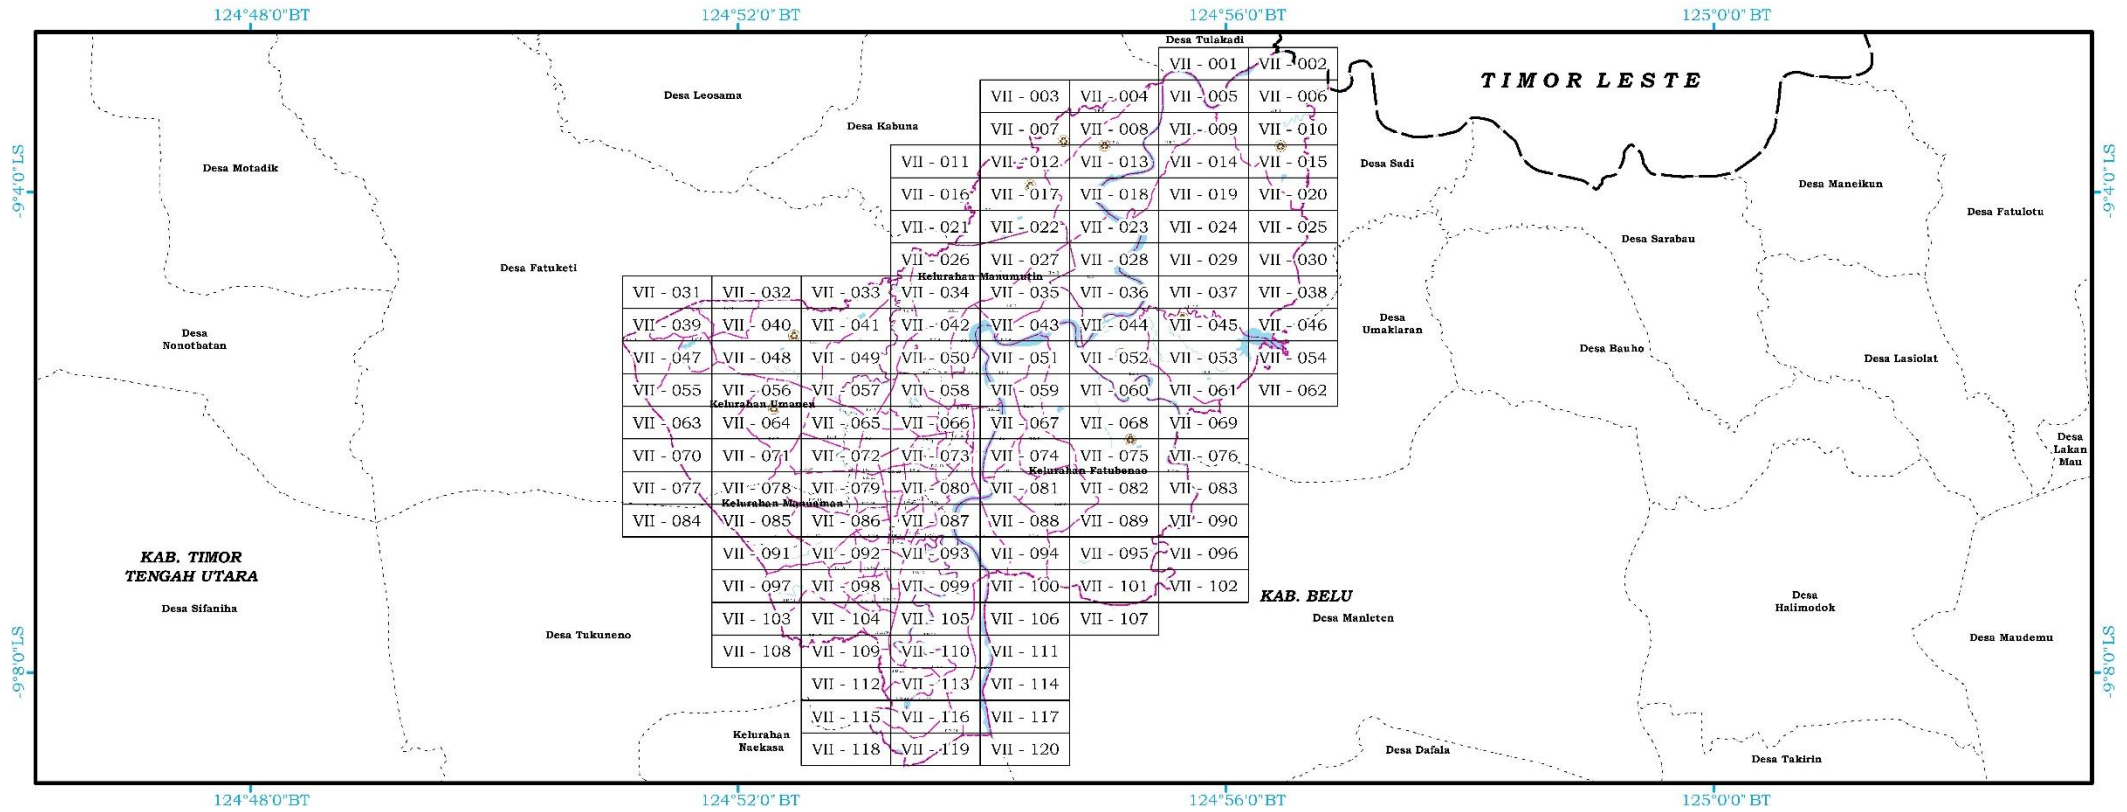 124°48'0"BT 124°52'0"BT 124°56'0"BT 125°0'0"BT
Desa Tulakadi
VII - 001 VII - 002
TIMOR LESTE
Desa Leosama
VII - 003 VII - 004 VII - 005 VII - 006
Desa Kabuna
VII - 007 VII - 008 VII - 009 VII - 010
Desa Motadik
VII - 011 VII - 012 VII - 013 VII - 014 VII - 015
Desa Sadi
-9°4'0"LS
-9°4'0"LS
Desa Maneikun
VII - 016 VII - 017 VII - 018 VII - 019 VII - 020
Desa Fatulotu
VII - 021 VII - 022 VII - 023 VII - 024 VII - 025
Desa Sarabau
Desa Fatuketi
VII - 026 VII - 027 VII - 028 VII - 029 VII - 030
Kelurahan Manumutin
VII - 031 VII - 032 VII - 033 VII - 034 VII - 035 VII - 036 VII - 037 VII - 038
Desa
Nonotbatan
VII - 039 VII - 040 VII - 041 VII - 042 VII - 043 VII - 044 VII - 045 VII - 046
Desa
Umaklaran
Desa Bauho
VII - 047 VII - 048 VII - 049 VII - 050 VII - 051 VII - 052 VII - 053 VII - 054
Desa Lasiolat
VII - 055 VII - 056 VII - 057 VII - 058 VII - 059 VII - 060 VII - 061 VII - 062
Kelurahan Umanen
VII - 063 VII - 064 VII - 065 VII - 066 VII - 067 VII - 068 VII - 069
Desa
Lakan
Mau
VII - 070 VII - 071 VII - 072 VII - 073 VII - 074 VII - 075 VII - 076
Kelurahan Fatubenao
VII - 077 VII - 078 VII - 079 VII - 080 VII - 081 VII - 082 VII - 083
Kelurahan Manuaman
VII - 084 VII - 085 VII - 086 VII - 087 VII - 088 VII - 089 VII - 090
KAB. TIMOR
TENGAH UTARA
VII - 091 VII - 092 VII - 093 VII - 094 VII - 095 VII - 096
VII - 097 VII - 098 VII - 099 VII - 100 VII - 101 VII - 102
KAB. BELU
Desa Sifaniha
Desa
Halimodok
VII - 103 VII - 104 VII - 105 VII - 106 VII - 107
Desa Manleten
Desa Tukuneno
Desa Maudemu
VII - 108 VII - 109 VII - 110 VII - 111
-9°8'0"LS
-9°8'0"LS
VII - 112 VII - 113 VII - 114
VII - 115 VII - 116 VII - 117
Kelurahan
Naekasa
VII - 118 VII - 119 VII - 120
Desa Dafala
Desa Takirin
124°48'0"BT 124°52'0"BT 124°56'0"BT 125°0'0"BT